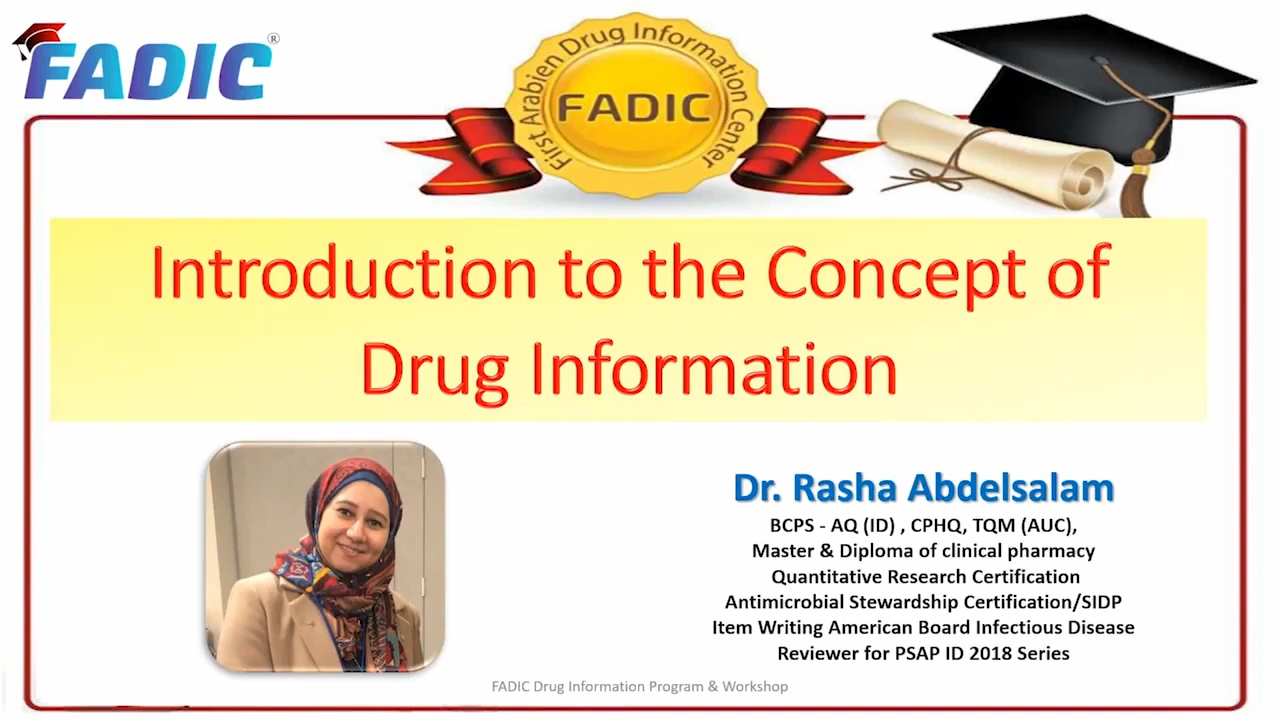 FADIC®
First Arabien Drug Information Center
FADIC
Introduction to the Concept of
Drug Information
Dr. Rasha Abdelsalam
BCPS - AQ (ID) , CPHQ, TQM (AUC),
Master & Diploma of clinical pharmacy
Quantitative Research Certification
Antimicrobial Stewardship Certification/SIDP
Item Writing American Board Infectious Disease
Reviewer for PSAP ID 2018 Series
FADIC Drug Information Program & Workshop